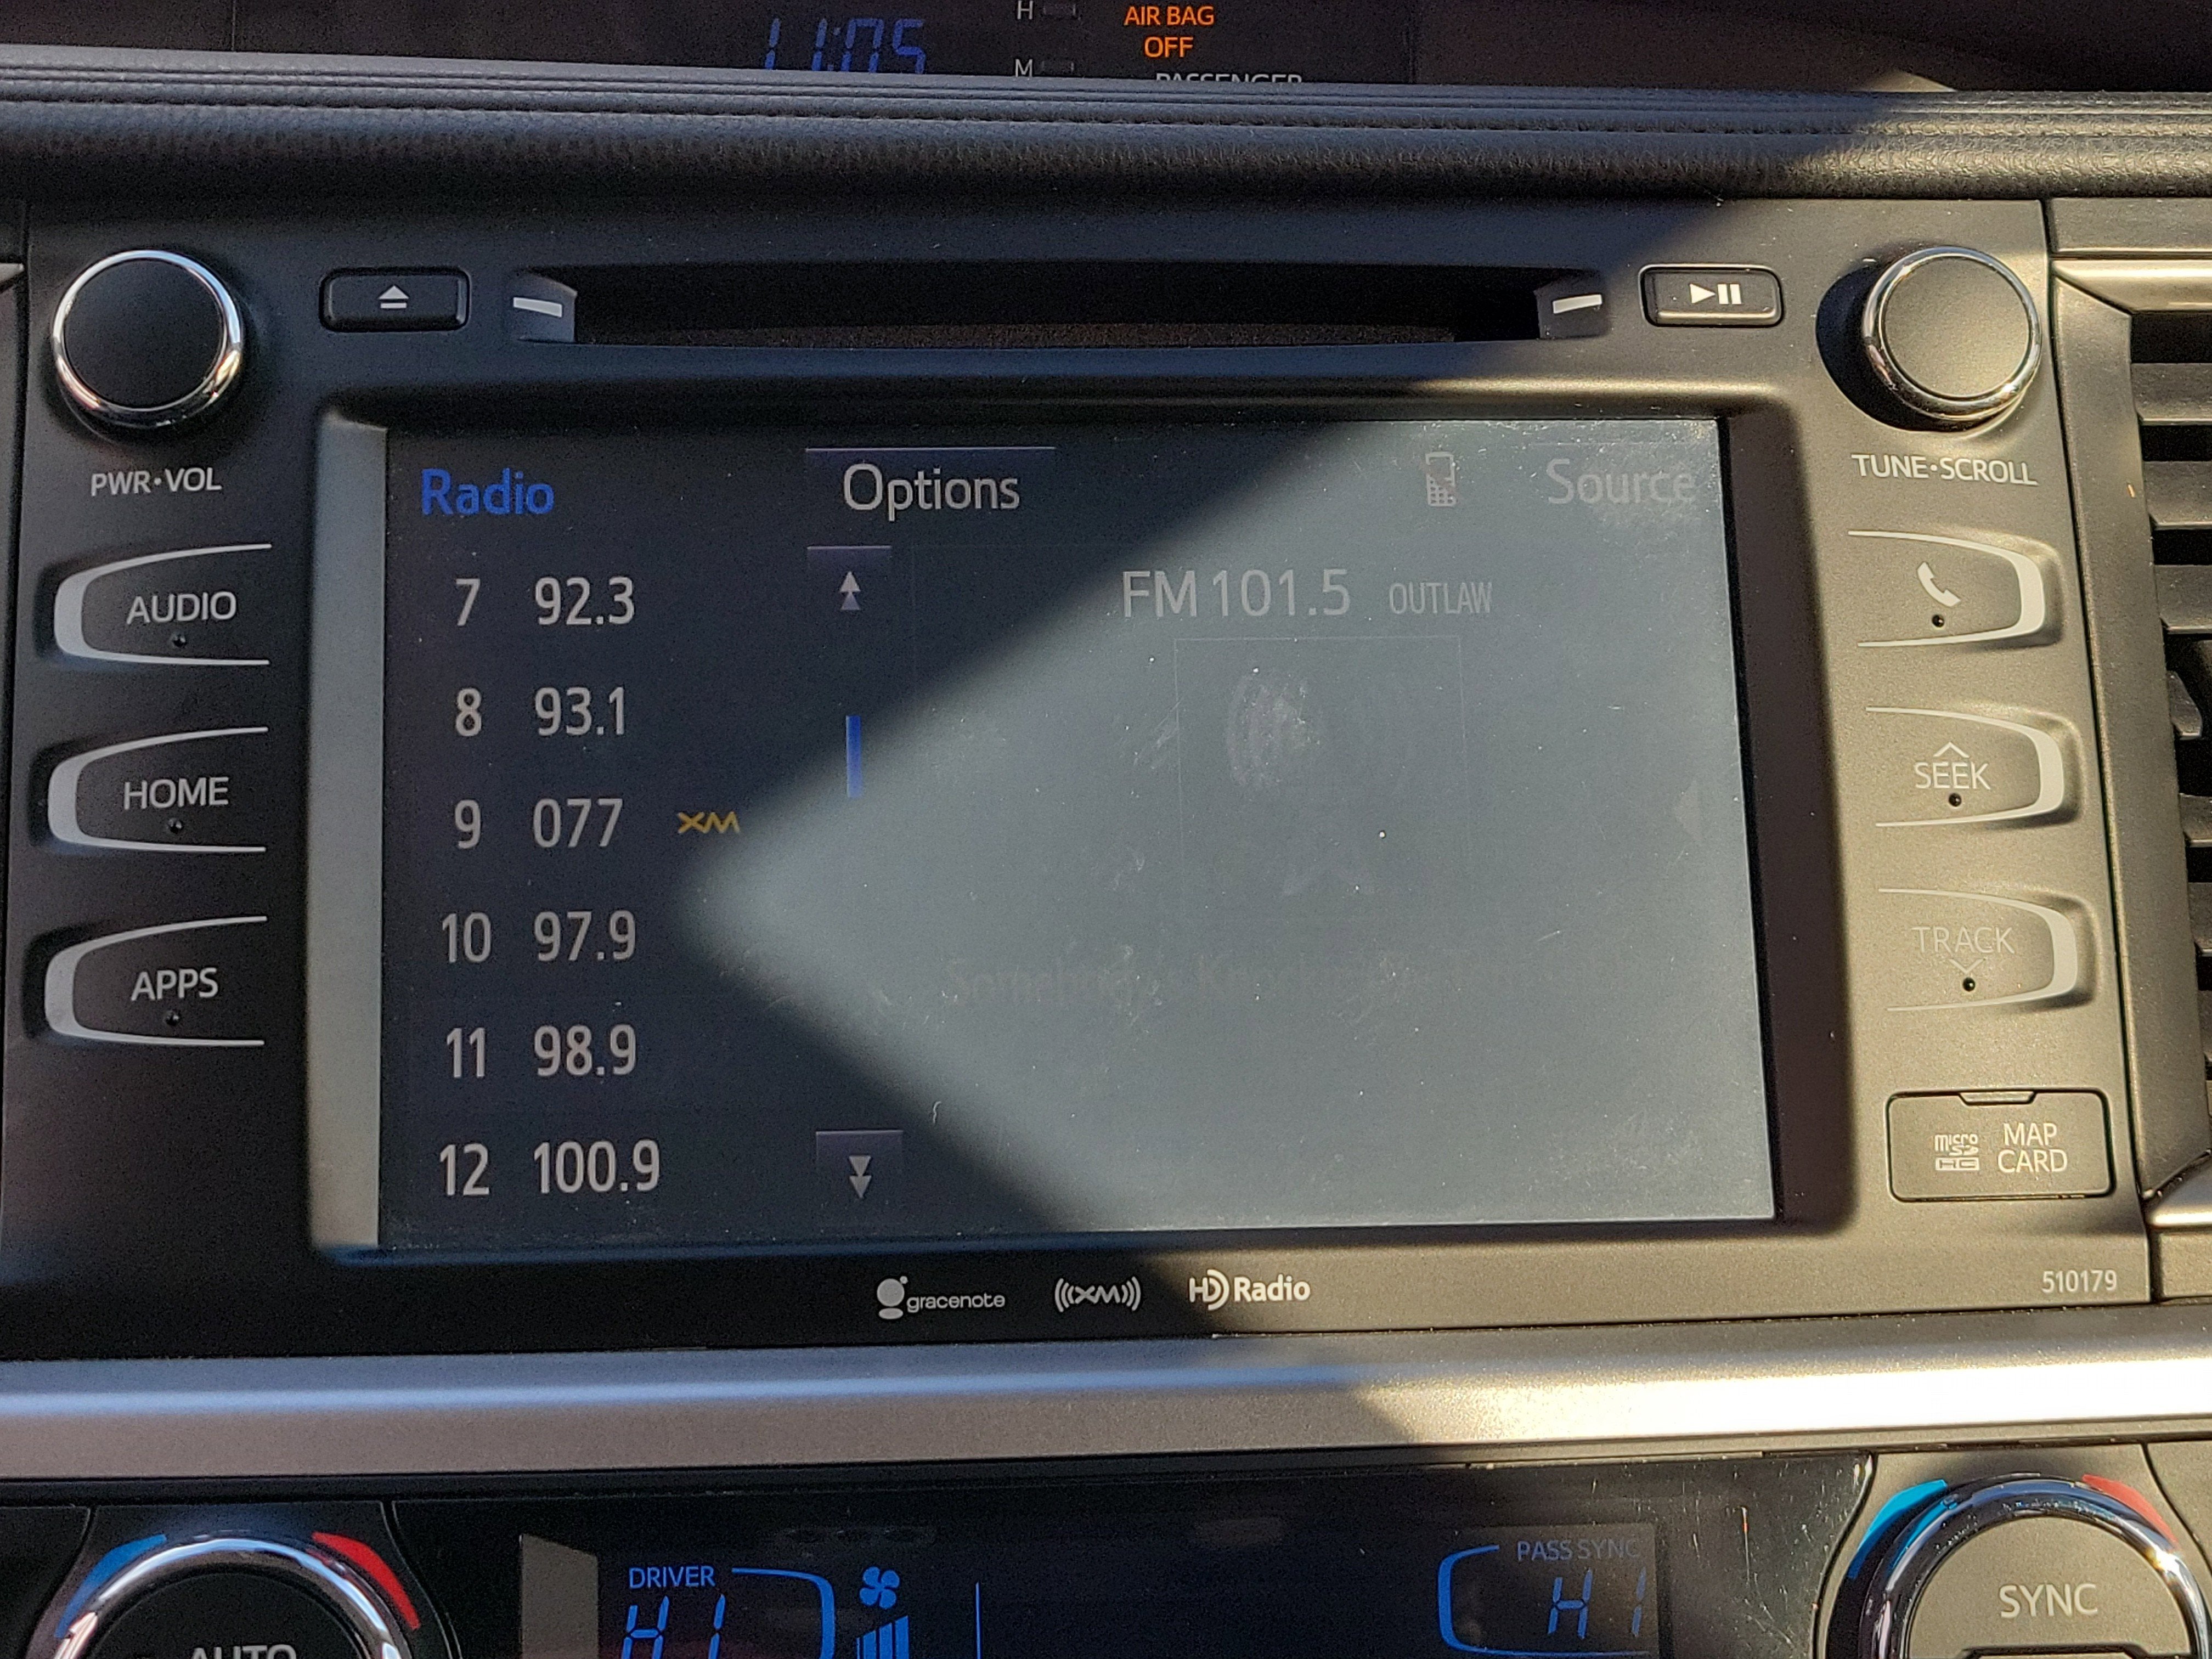 11:05
H
M
AIR BAG
OFF
PASSENGER
PWR•VOL
AUDIO
HOME
APPS
Radio
Options
Source
7 92.3
8 93.1
9 077 XM
10 97.9
11 98.9
12 100.9
FM 101.5 OUTLAW
TUNE•SCROLL
SEEK
TRACK
micro SD HC
MAP
CARD
gracenote
((XM))
HD Radio
510179
DRIVER
HI
PASS SYNC
HI
AUTO
SYNC